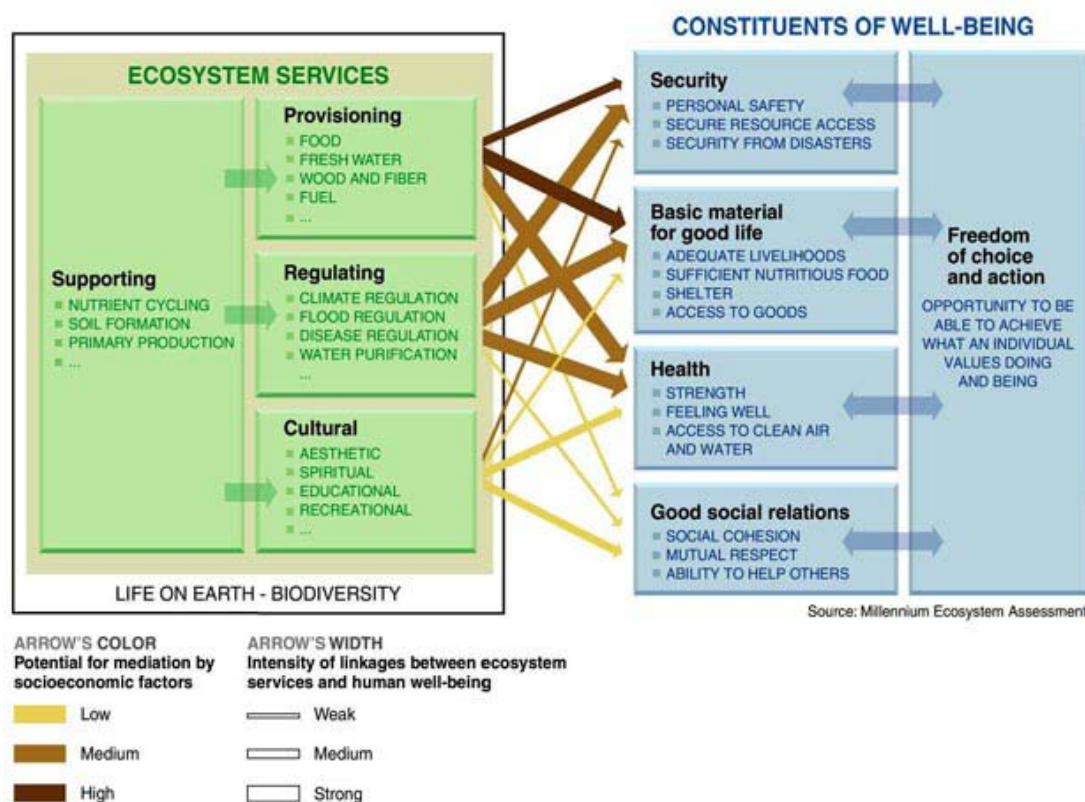 CONSTITUENTS OF WELL-BEING
ECOSYSTEM SERVICES
Supporting
NUTRIENT CYCLING
SOIL FORMATION
PRIMARY PRODUCTION
...
Provisioning
FOOD
FRESH WATER
WOOD AND FIBER
FUEL
...
Regulating
CLIMATE REGULATION
FLOOD REGULATION
DISEASE REGULATION
WATER PURIFICATION
...
Cultural
AESTHETIC
SPIRITUAL
EDUCATIONAL
RECREATIONAL
...
LIFE ON EARTH - BIODIVERSITY
Security
PERSONAL SAFETY
SECURE RESOURCE ACCESS
SECURITY FROM DISASTERS
Basic material
for good life
ADEQUATE LIVELIHOODS
SUFFICIENT NUTRITIOUS FOOD
SHELTER
ACCESS TO GOODS
Health
STRENGTH
FEELING WELL
ACCESS TO CLEAN AIR
AND WATER
Good social relations
SOCIAL COHESION
MUTUAL RESPECT
ABILITY TO HELP OTHERS
Freedom
of choice
and action
OPPORTUNITY TO BE
ABLE TO ACHIEVE
WHAT AN INDIVIDUAL
VALUES DOING
AND BEING
Source: Millennium Ecosystem Assessment
ARROW'S COLOR
Potential for mediation by
socioeconomic factors
Low
Medium
High
ARROW'S WIDTH
Intensity of linkages between ecosystem
services and human well-being
Weak
Medium
Strong